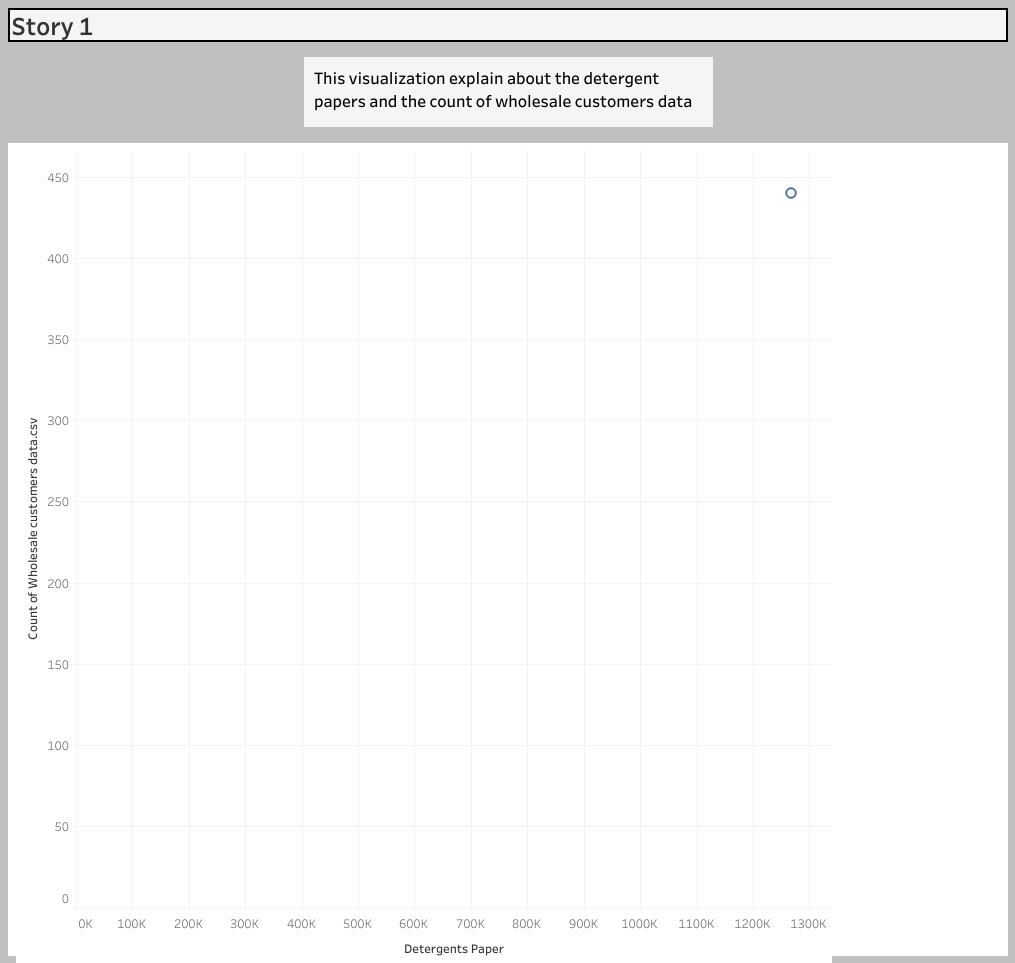 Story 1
This visualization explain about the detergent
papers and the count of wholesale customers data
450
400
350
300
250
200
150
100
50
0
Count of Wholesale customers data.csv
0K 100K 200K 300K 400K 500K 600K 700K 800K 900K 1000K 1100K 1200K 1300K
Detergents Paper